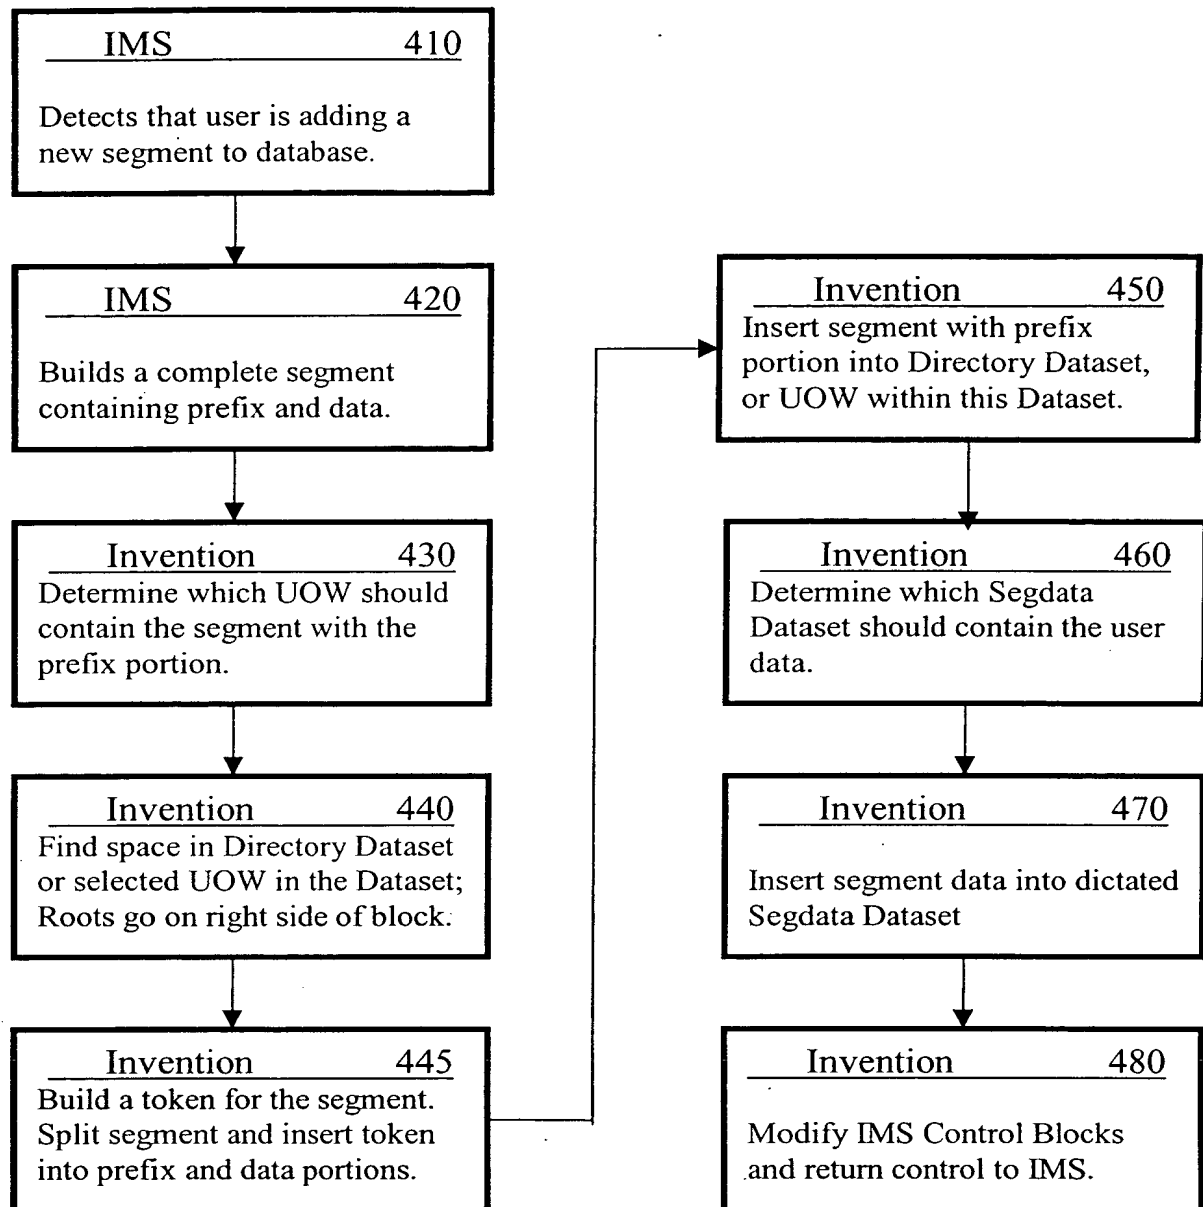 IMS 410
Detects that user is adding a
new segment to database.
IMS 420
Builds a complete segment
containing prefix and data.
Invention 430
Determine which UOW should
contain the segment with the
prefix portion.
Invention 440
Find space in Directory Dataset
or selected UOW in the Dataset;
Roots go on right side of block.
Invention 445
Build a token for the segment.
Split segment and insert token
into prefix and data portions.
Invention 450
Insert segment with prefix
portion into Directory Dataset,
or UOW within this Dataset.
Invention 460
Determine which Segdata
Dataset should contain the user
data.
Invention 470
Insert segment data into dictated
Segdata Dataset
Invention 480
Modify IMS Control Blocks
and return control to IMS.